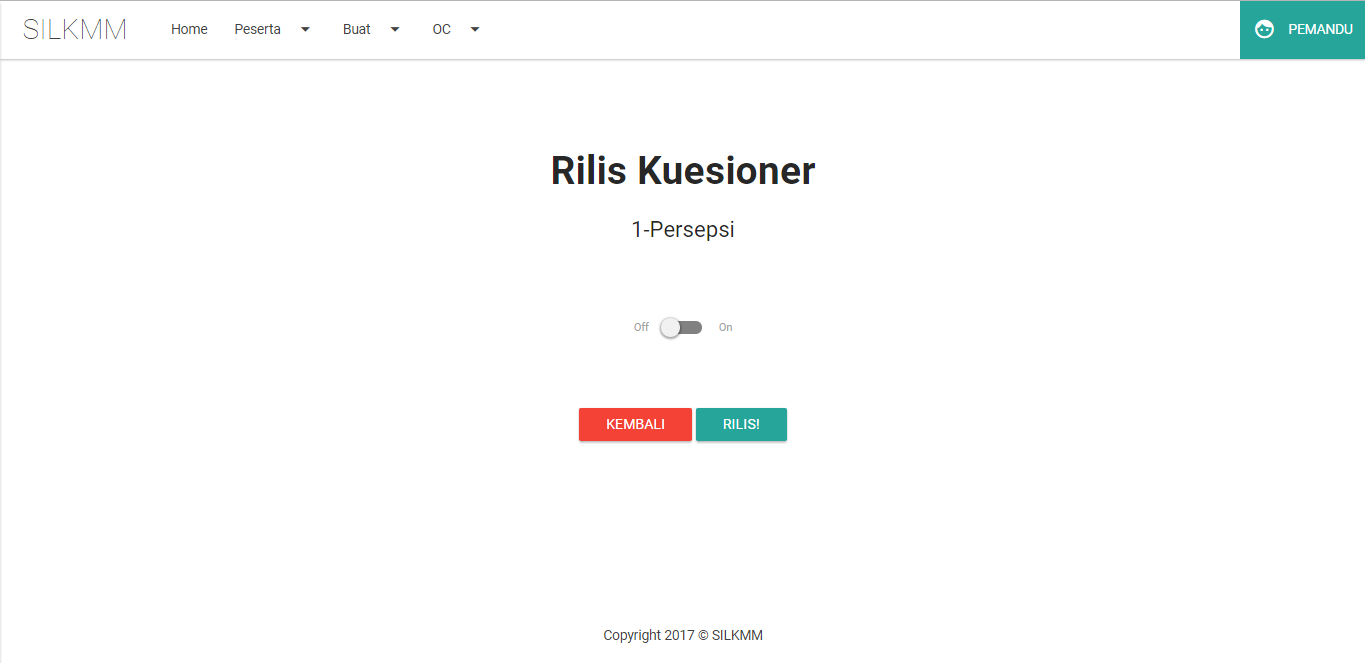 SILKMM Home Peserta Buat OC PEMANDU
Rilis Kuesioner
1-Persepsi
Off On
KEMBALI RILIS!
Copyright 2017 © SILKMM